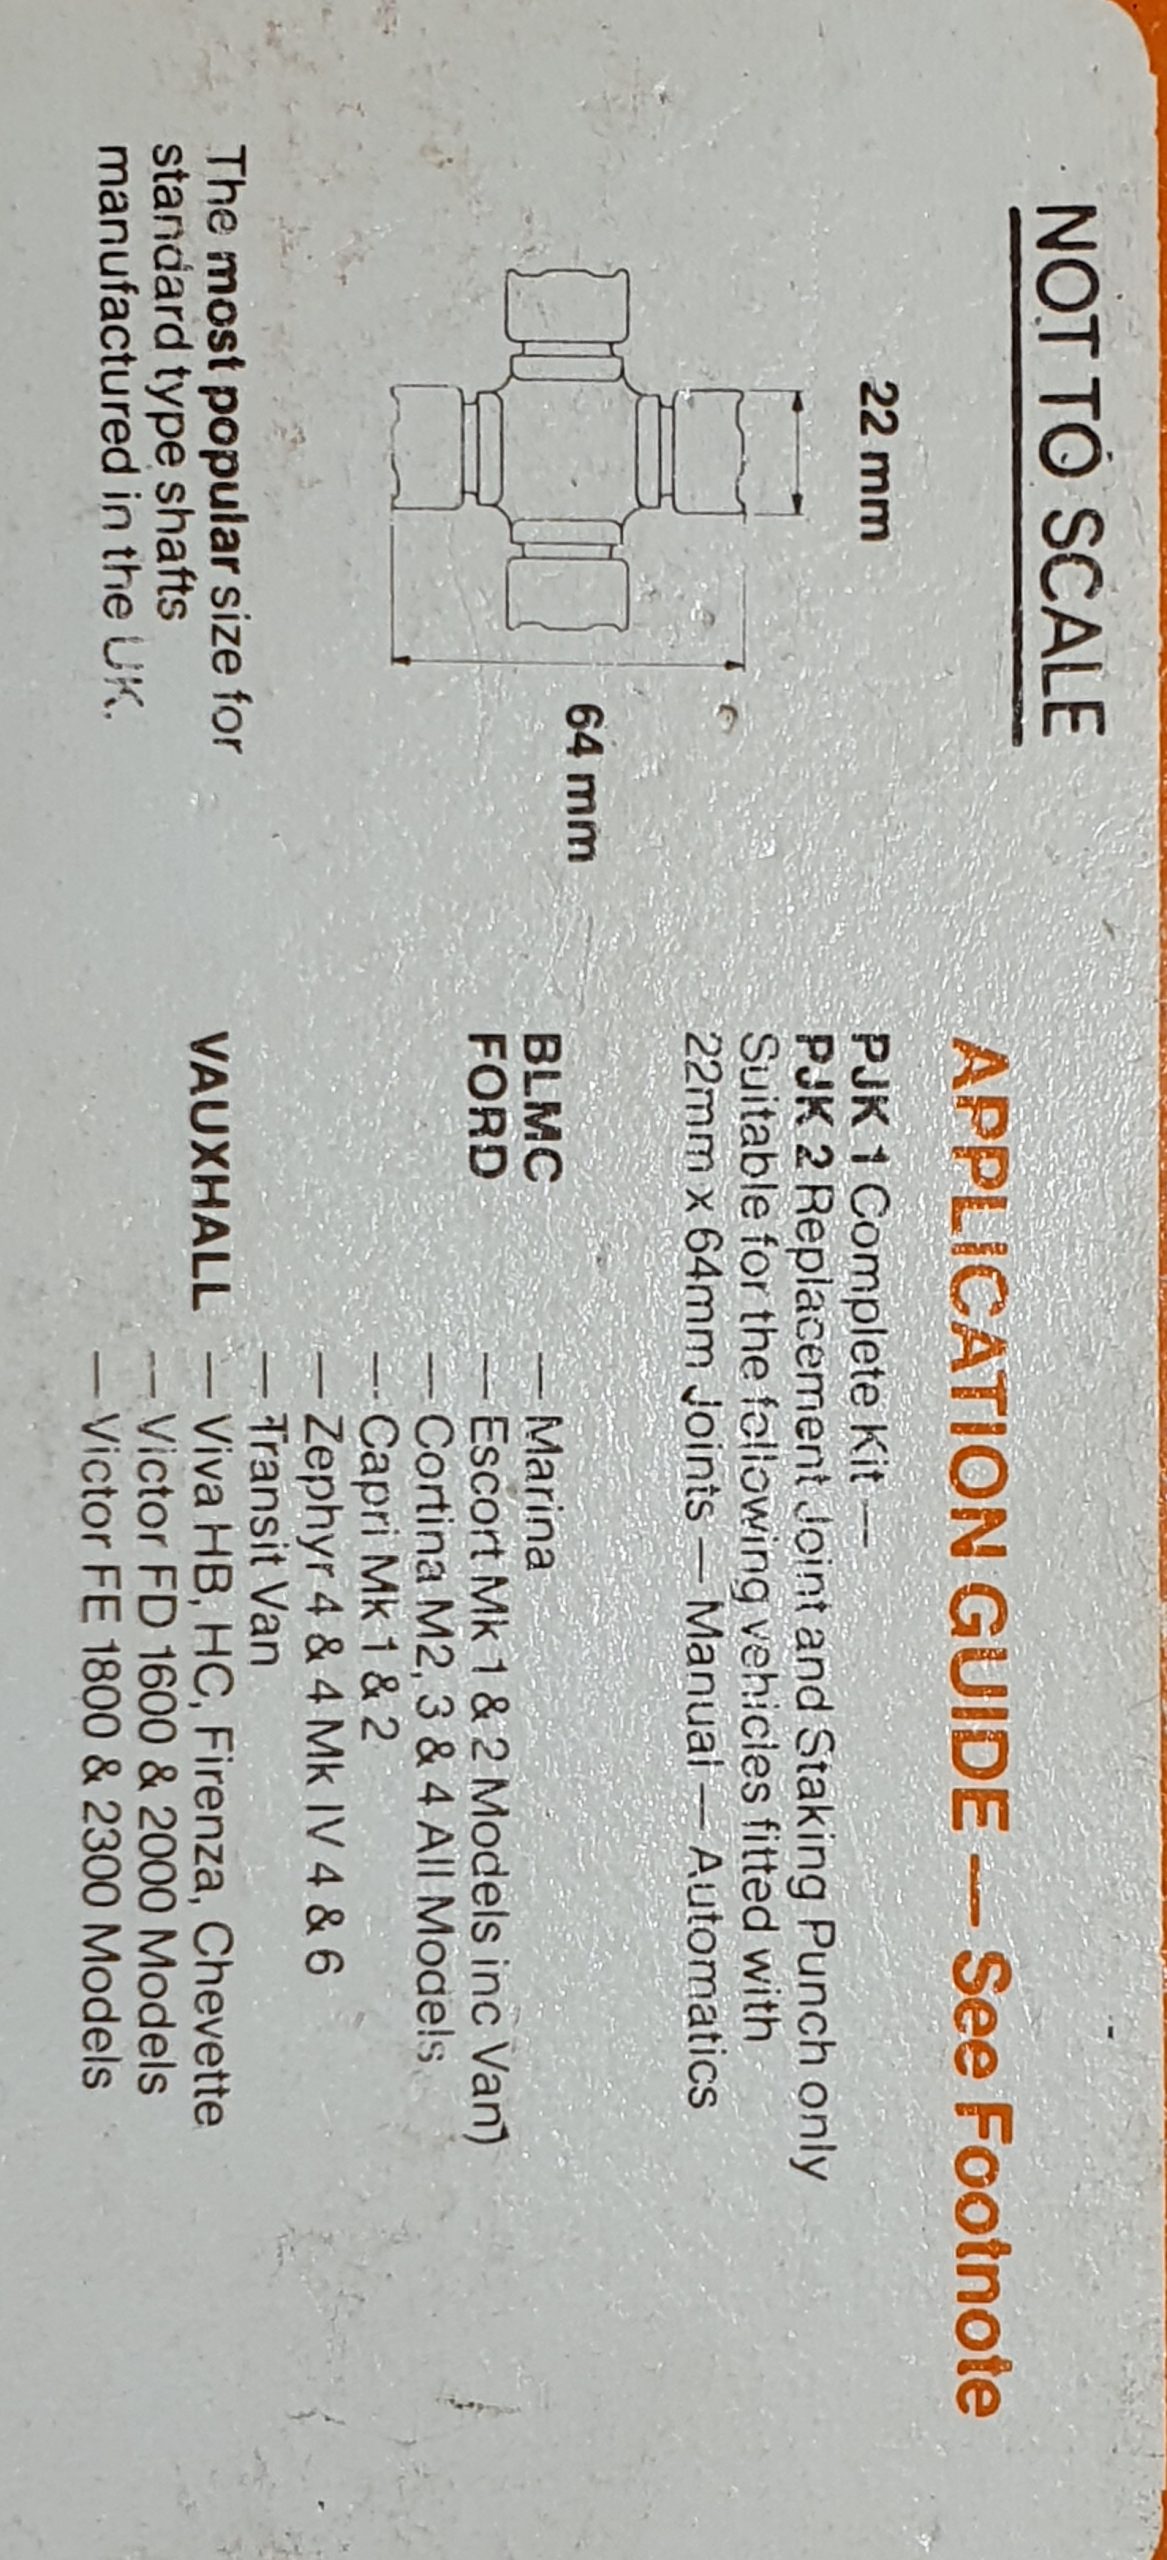 NOT TO SCALE
22 mm
64 mm
The most popular size for
standard type shafts
manufactured in the UK.
APPLICATION GUIDE — See Footnote
PJK 1 Complete Kit —
PJK 2 Replacement Joint and Staking Punch only
Suitable for the following vehicles fitted with
22mm x 64mm Joints — Manual — Automatics
BLMC — Marina
FORD — Escort Mk 1 & 2 Models inc Van)
— Cortina M2, 3 & 4 All Models
— Capri Mk 1 & 2
— Zephyr 4 & 4 Mk IV 4 & 6
— Transit Van
VAUXHALL — Viva HB, HC, Firenza, Chevette
— Victor FD 1600 & 2000 Models
— Victor FE 1800 & 2300 Models